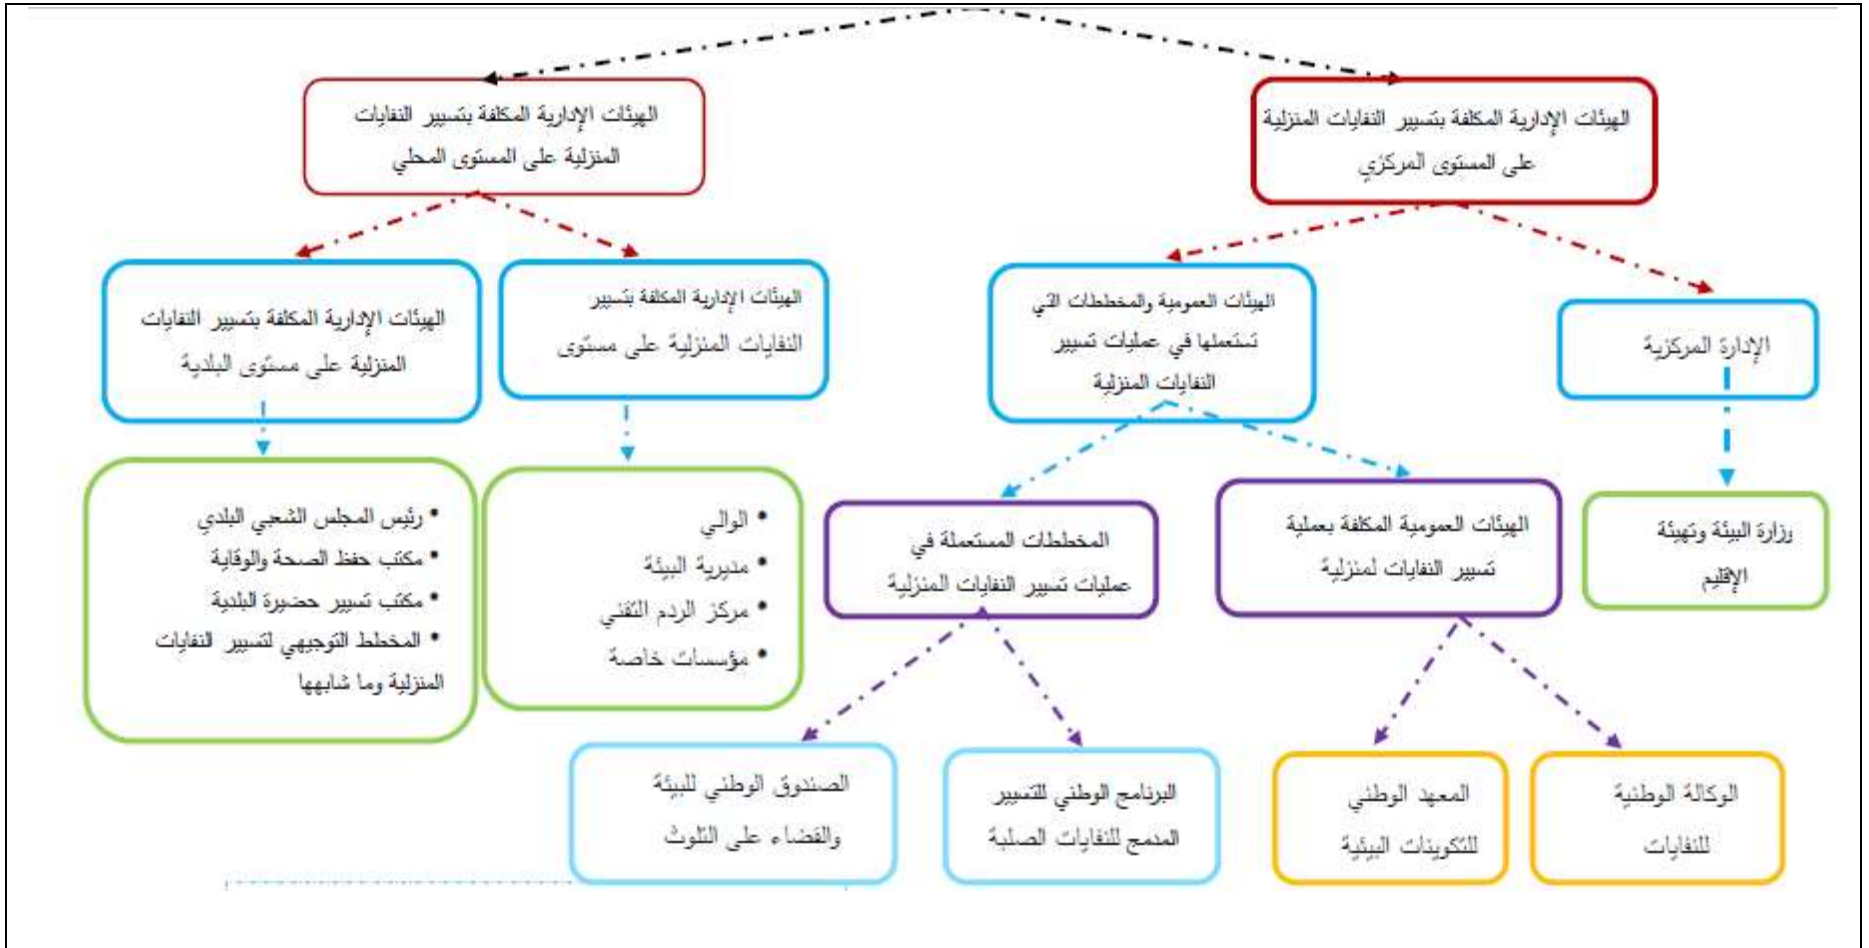 الهيئات الإدارية المكلفة بتسيير النفايات المنزلية
على المستوى المركزي
الهيئات الإدارية المكلفة بتسيير النفايات
المنزلية على المستوى المحلي
الإدارة المركزية
الهيئات العمومية والمخططات التي
تستعملها في عمليات تسيير
النفايات المنزلية
الهيئات الإدارية المكلفة بتسيير
النفايات المنزلية على مستوى
الهيئات الإدارية المكلفة بتسيير النفايات
المنزلية على مستوى البلدية
وزارة البيئة وتهيئة
الإقليم
الهيئات العمومية المكلفة بعملية
تسيير النفايات لمنزلية
المخططات المستعملة في
عمليات تسيير النفايات المنزلية
• الوالي
• مديرية البيئة
• مركز الردم التقني
• مؤسسات خاصة
• رئيس المجلس الشعبي البلدي
• مكتب حفظ الصحة والوقاية
• مكتب تسيير حضيرة البلدية
• المخطط التوجيهي لتسيير النفايات
المنزلية وما شابهها
الوكالة الوطنية
للنفايات
المعهد الوطني
للتكوينات البيئية
البرنامج الوطني للتسيير
المدمج للنفايات الصلبة
الصندوق الوطني للبيئة
والقضاء على التلوث